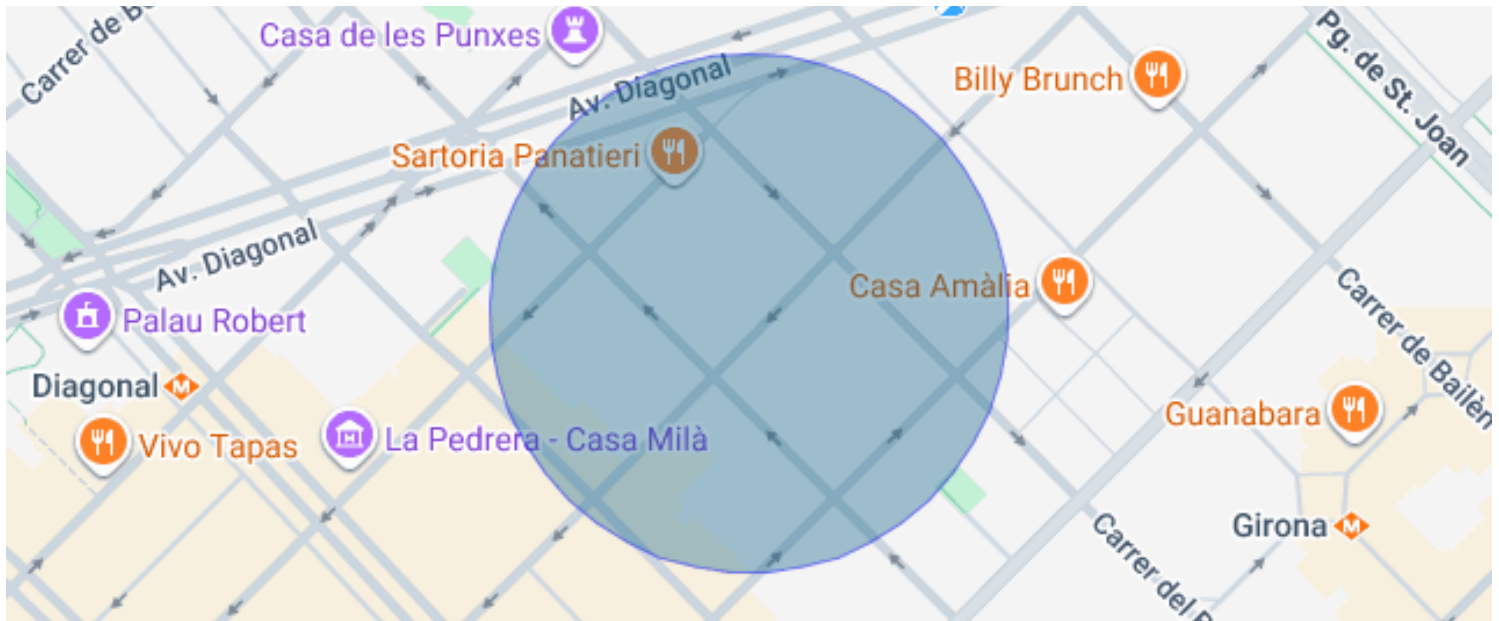 Casa de les Punxes
Carrer de B
Av. Diagonal
Billy Brunch
Pg. de St. Joan
Sartoria Panatieri
Av. Diagonal
Casa Amàlia
Palau Robert
Carrer de Bailèn
Diagonal
Guanabara
Vivo Tapas
La Pedrera - Casa Milà
Girona
Carrer del